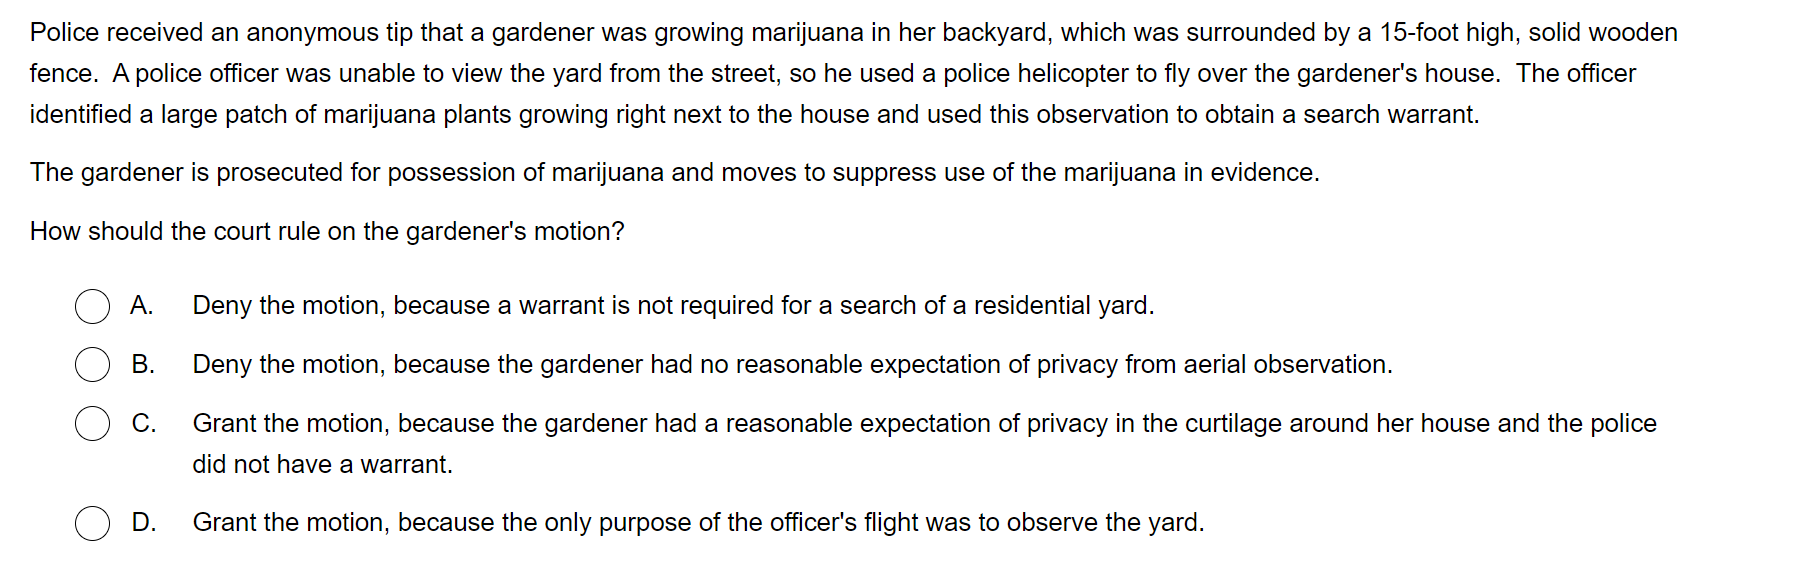 Police received an anonymous tip that a gardener was growing marijuana in her backyard, which was surrounded by a 15-foot high, solid wooden
fence.  A police officer was unable to view the yard from the street, so he used a police helicopter to fly over the gardener's house.  The officer
identified a large patch of marijuana plants growing right next to the house and used this observation to obtain a search warrant.
The gardener is prosecuted for possession of marijuana and moves to suppress use of the marijuana in evidence.
How should the court rule on the gardener's motion?
A. Deny the motion, because a warrant is not required for a search of a residential yard.
B. Deny the motion, because the gardener had no reasonable expectation of privacy from aerial observation.
C. Grant the motion, because the gardener had a reasonable expectation of privacy in the curtilage around her house and the police
did not have a warrant.
D. Grant the motion, because the only purpose of the officer's flight was to observe the yard.